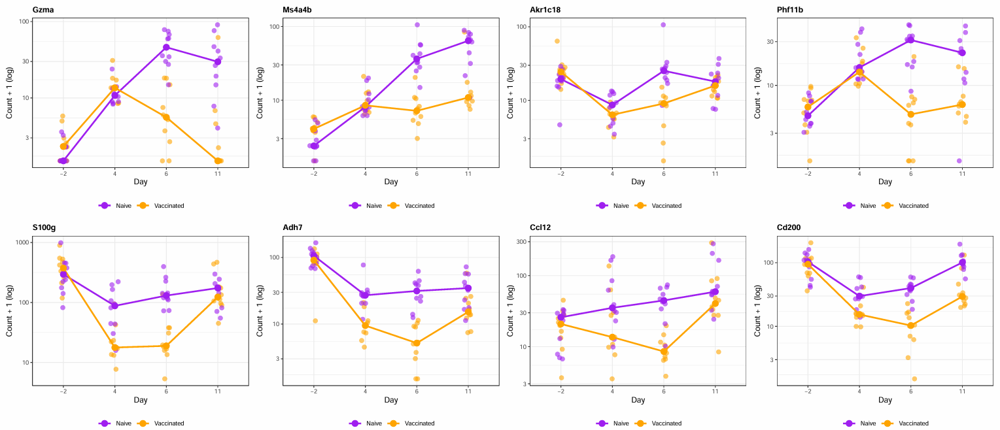 Gzma
Count + 1 (log)
100
30
10
3
−2
4
6
11
Day
Naive
Vaccinated
Ms4a4b
Count + 1 (log)
100
30
10
3
−2
4
6
11
Day
Naive
Vaccinated
Akr1c18
Count + 1 (log)
100
30
10
3
−2
4
6
11
Day
Naive
Vaccinated
Phf11b
Count + 1 (log)
30
10
3
−2
4
6
11
Day
Naive
Vaccinated
S100g
Count + 1 (log)
1000
100
10
−2
4
6
11
Day
Naive
Vaccinated
Adh7
Count + 1 (log)
100
30
10
3
−2
4
6
11
Day
Naive
Vaccinated
Ccl12
Count + 1 (log)
300
100
30
10
3
−2
4
6
11
Day
Naive
Vaccinated
Cd200
Count + 1 (log)
100
30
10
3
−2
4
6
11
Day
Naive
Vaccinated